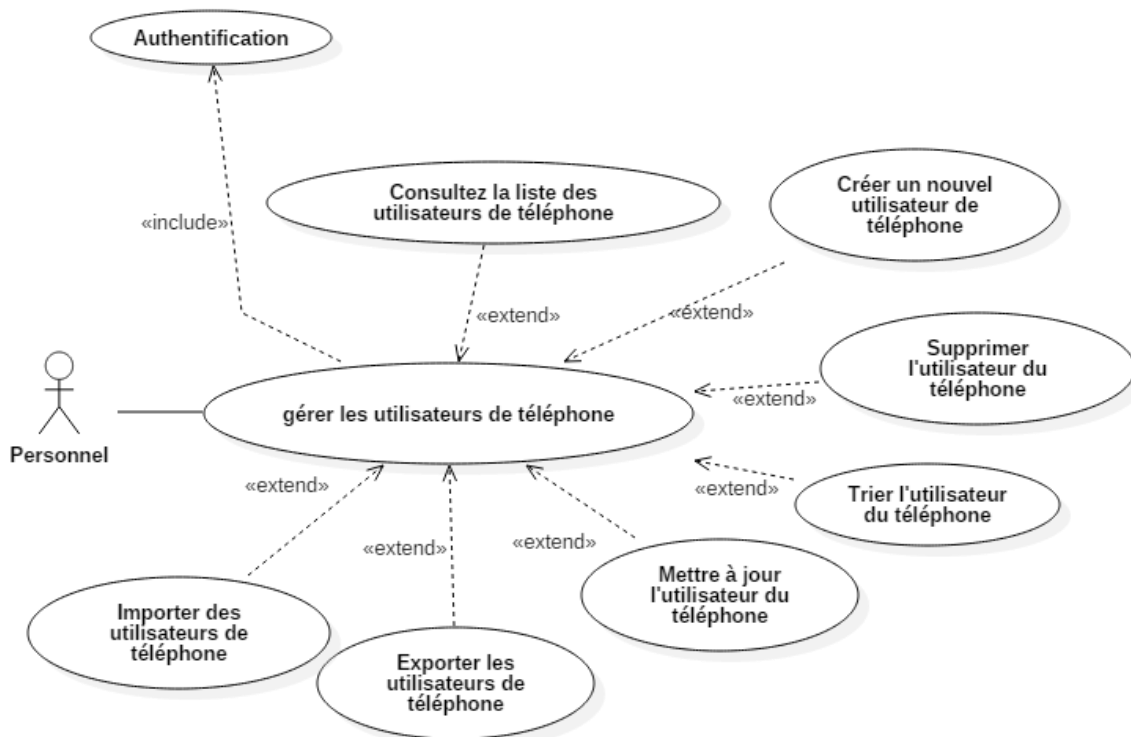 Authentification
Consultez la liste des
utilisateurs de téléphone
Créer un nouvel
utilisateur de
téléphone
«include»
«extend»
«extend»
Supprimer
l'utilisateur du
téléphone
«extend»
gérer les utilisateurs de téléphone
Personnel
«extend»
«extend»
Trier l'utilisateur
du téléphone
«extend»
«extend»
Mettre à jour
l'utilisateur du
téléphone
Importer des
utilisateurs de
téléphone
Exporter les
utilisateurs de
téléphone